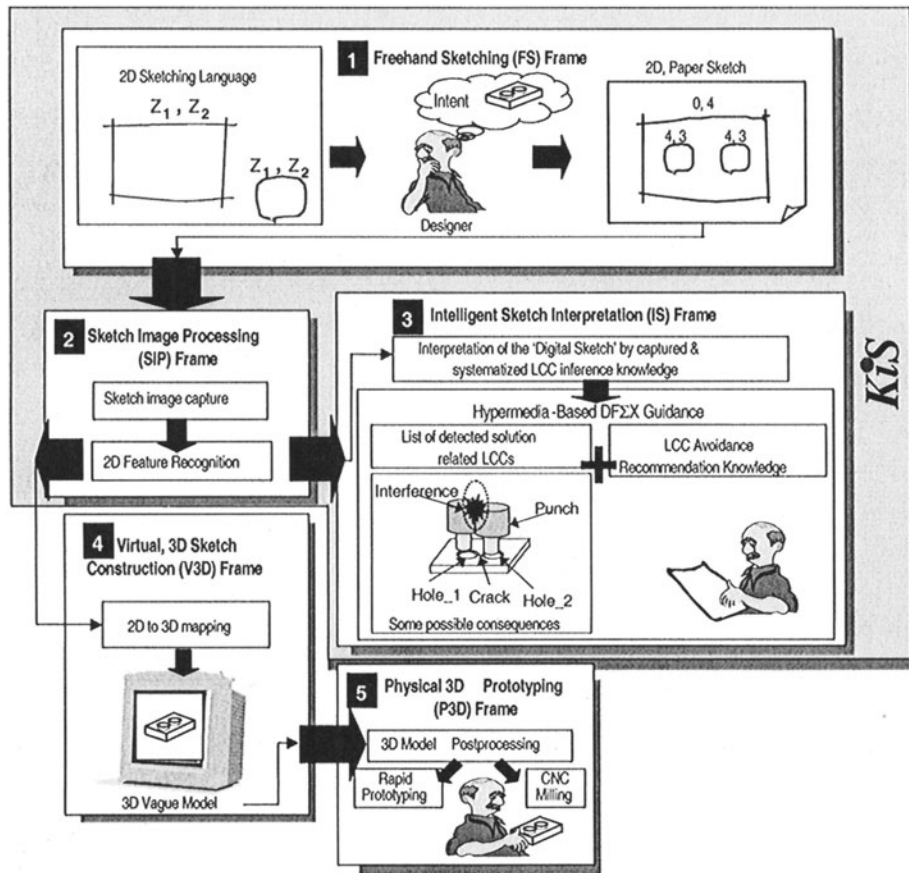 1 Freehand Sketching (FS) Frame
2D Sketching Language
Z1 , Z2
Z1 , Z2
Intent
Designer
2D, Paper Sketch
0, 4
4, 3
4, 3
2 Sketch Image Processing
(SIP) Frame
Sketch image capture
2D Feature Recognition
3 Intelligent Sketch Interpretation (IS) Frame
Interpretation of the 'Digital Sketch' by captured &
systematized LCC inference knowledge
Hypermedia-Based DFΣX Guidance
List of detected solution
related LCCs
LCC Avoidance
Recommendation Knowledge
Interference
Punch
Hole_1 Crack Hole_2
Some possible consequences
KiS
4 Virtual, 3D Sketch
Construction (V3D) Frame
2D to 3D mapping
3D Vague Model
5 Physical 3D Prototyping
(P3D) Frame
3D Model Postprocessing
Rapid
Prototyping
CNC
Milling